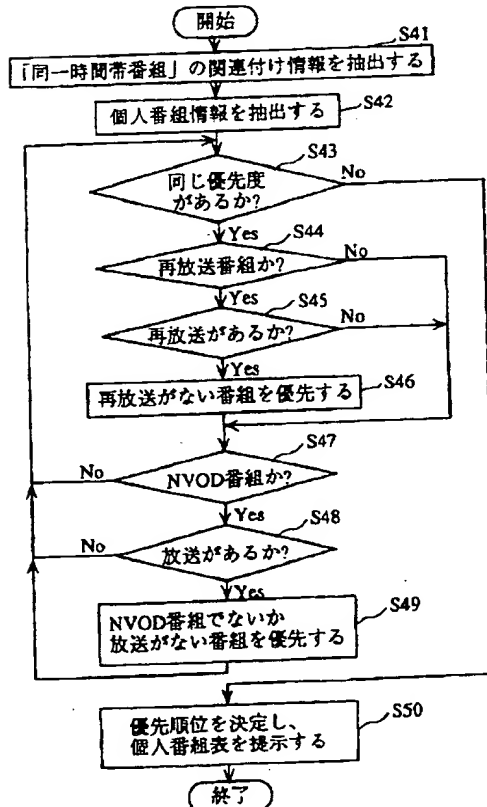 開始
S41
「同一時間帯番組」の関連付け情報を抽出する
S42
個人番組情報を抽出する
S43
同じ優先度
があるか?
No
Yes
S44
再放送番組か?
No
Yes
S45
再放送があるか?
No
Yes
S46
再放送がない番組を優先する
S47
NVOD番組か?
No
Yes
S48
放送があるか?
No
Yes
S49
NVOD番組でないか
放送がない番組を優先する
S50
優先順位を決定し、
個人番組表を提示する
終了